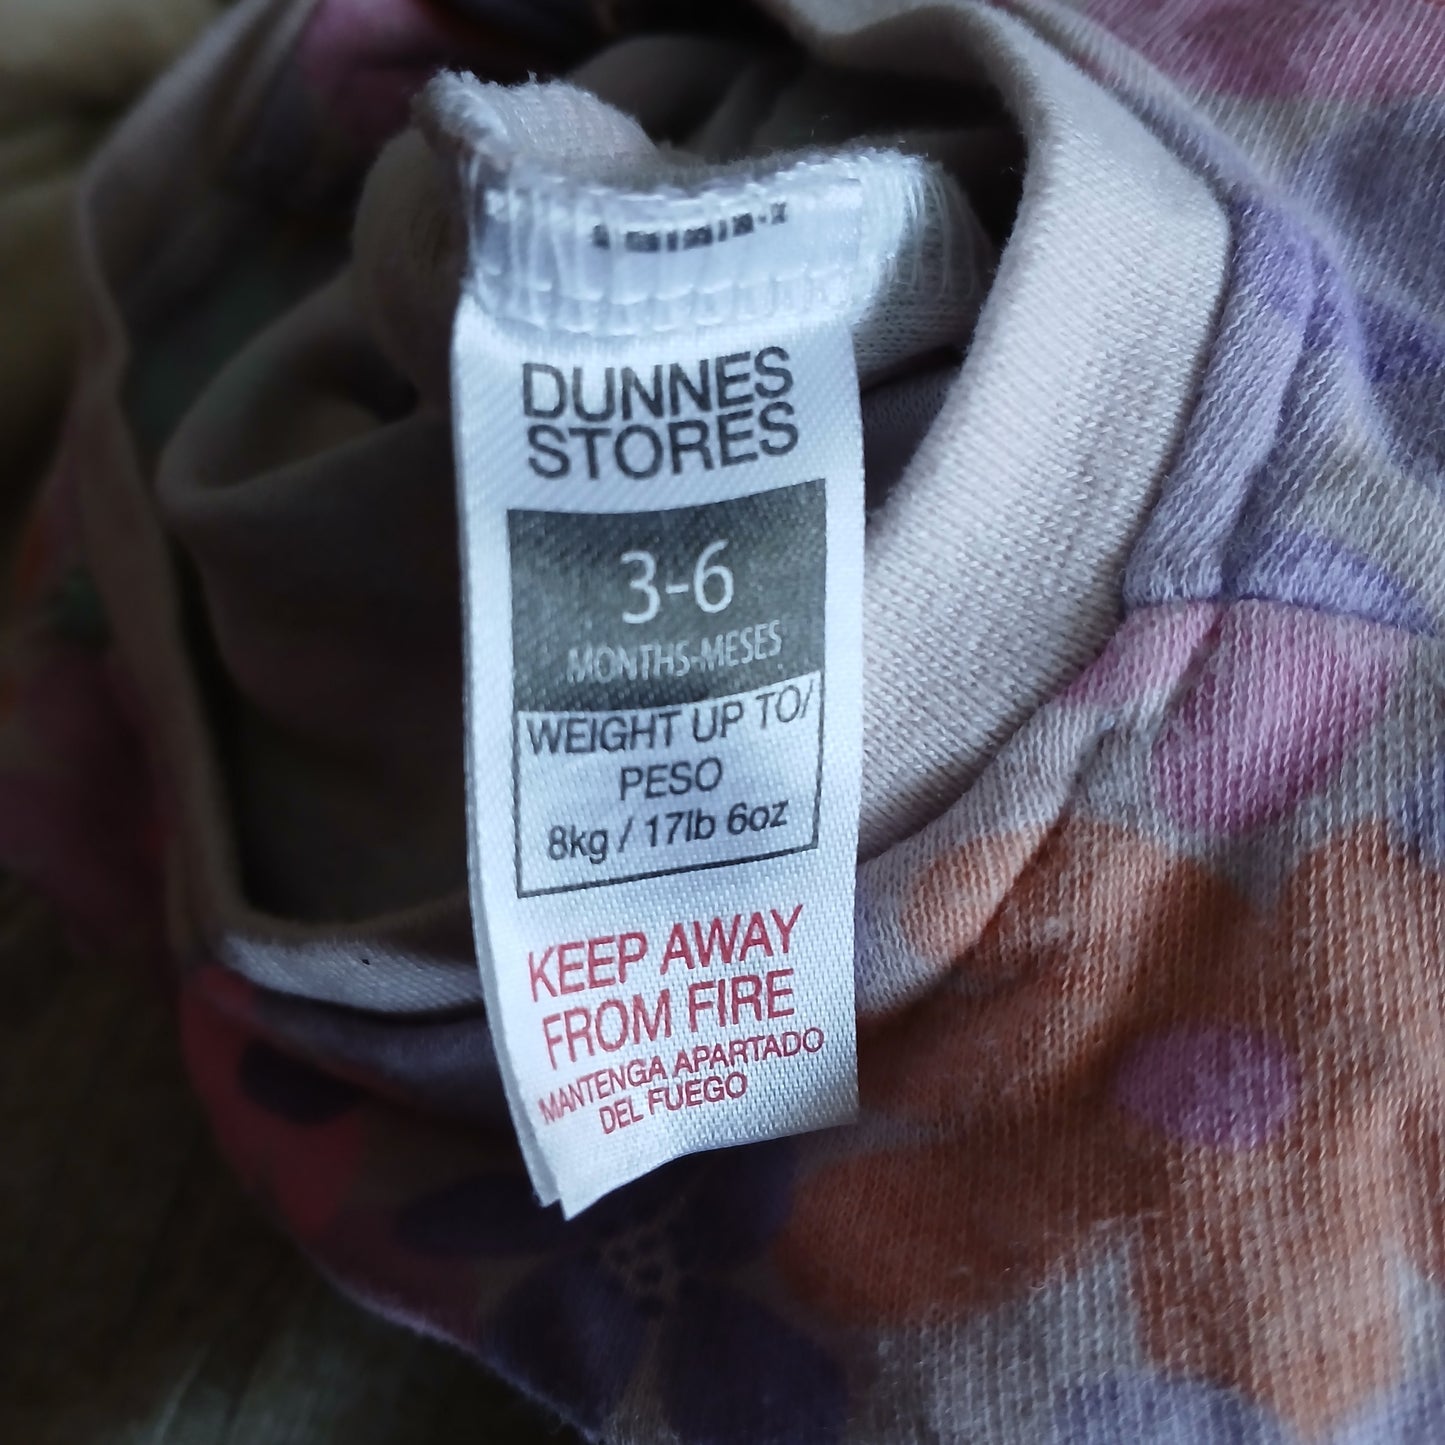 DUNNES
STORES
3-6
MONTHS-MESES
WEIGHT UP TO/
PESO
8kg / 17lb 6oz
KEEP AWAY
FROM FIRE
MANTENGA APARTADO
DEL FUEGO